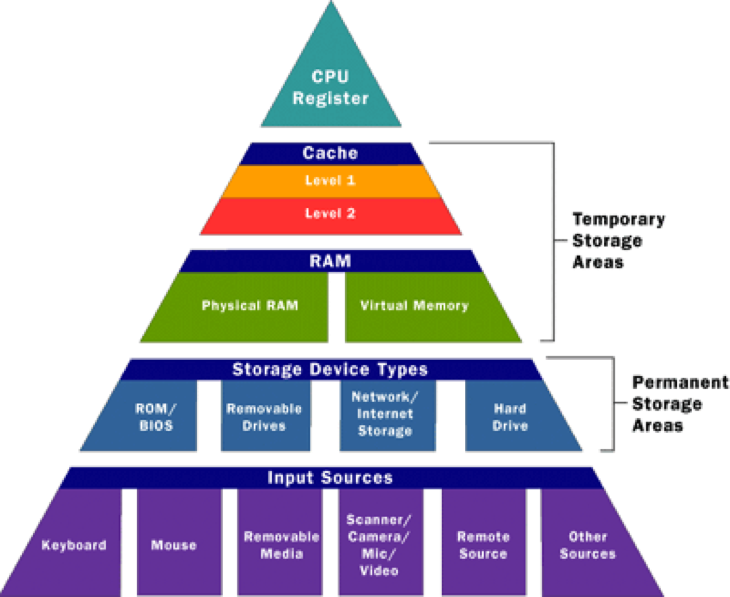 CPU
Register
Cache
Level 1
Level 2
Temporary
Storage
Areas
RAM
Physical RAM
Virtual Memory
Storage Device Types
ROM/
BIOS
Removable
Drives
Network/
Internet
Storage
Hard
Drive
Permanent
Storage
Areas
Input Sources
Keyboard
Mouse
Removable
Media
Scanner/
Camera/
Mic/
Video
Remote
Source
Other
Sources